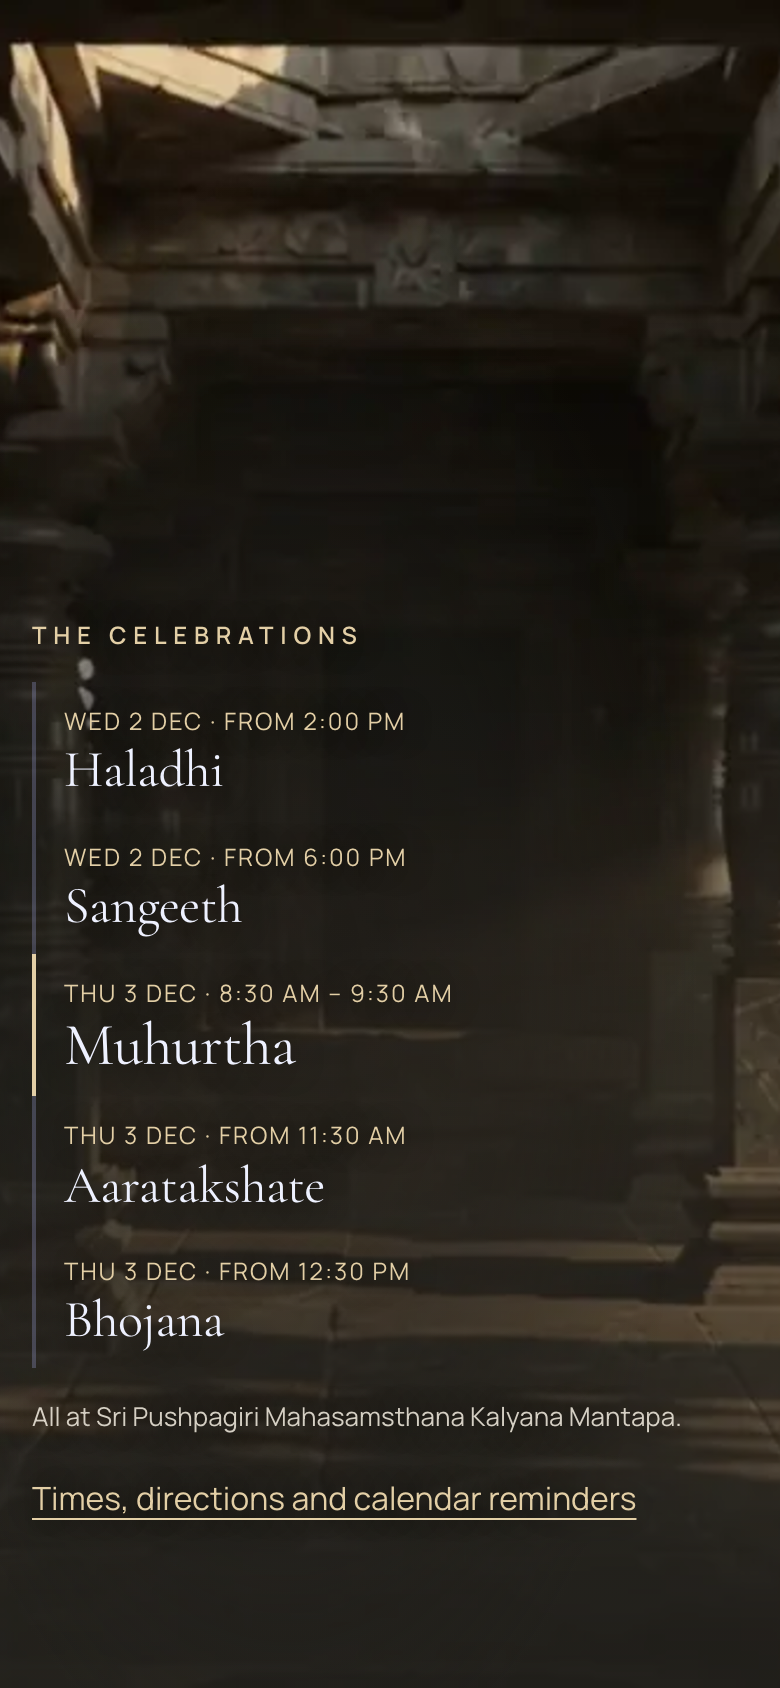 THE CELEBRATIONS
WED 2 DEC · FROM 2:00 PM
Haladhi
WED 2 DEC · FROM 6:00 PM
Sangeeth
THU 3 DEC · 8:30 AM – 9:30 AM
Muhurtha
THU 3 DEC · FROM 11:30 AM
Aaratakshate
THU 3 DEC · FROM 12:30 PM
Bhojana
All at Sri Pushpagiri Mahasamsthana Kalyana Mantapa.
Times, directions and calendar reminders